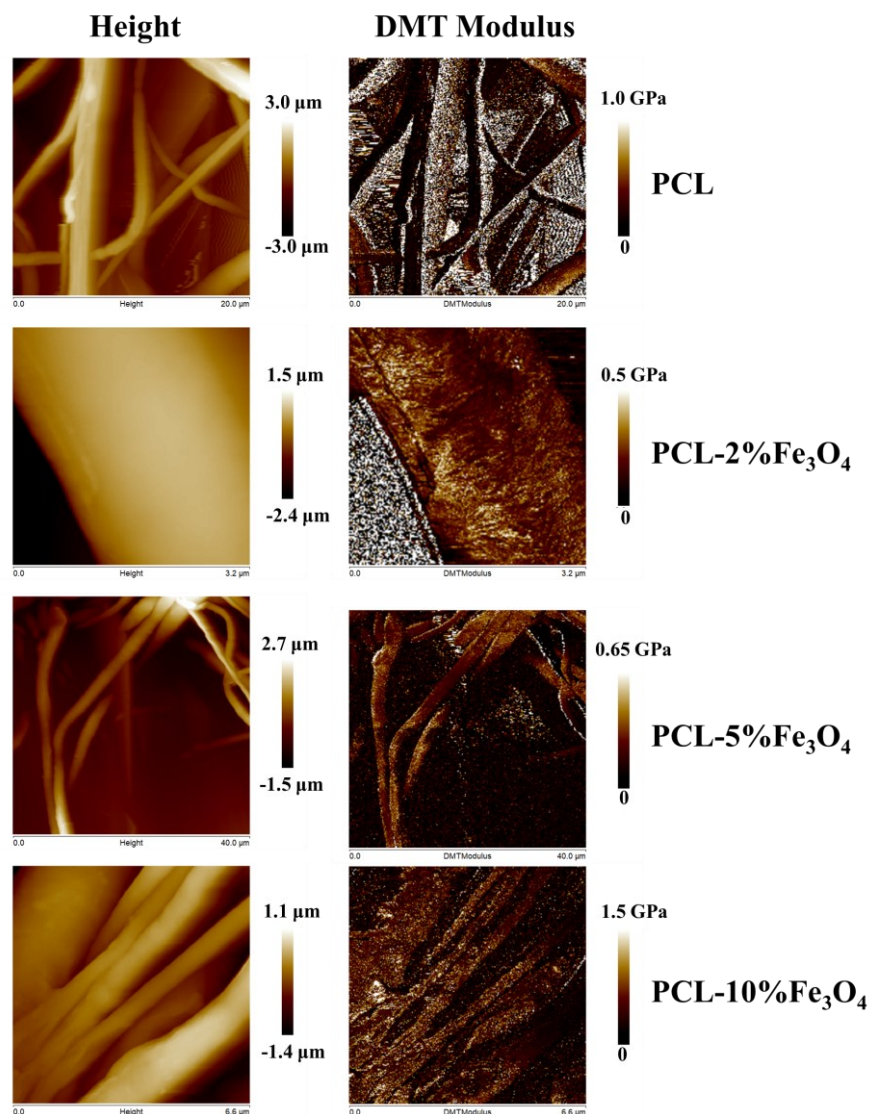 Height
DMT Modulus
3.0 µm
-3.0 µm
0.0 Height 20.0 µm
1.0 GPa
0
0.0 DMTModulus 20.0 µm
PCL
1.5 µm
-2.4 µm
0.0 Height 3.2 µm
0.5 GPa
0
0.0 DMTModulus 3.2 µm
PCL-2%Fe₃O₄
2.7 µm
-1.5 µm
0.0 Height 40.0 µm
0.65 GPa
0
0.0 DMTModulus 40.0 µm
PCL-5%Fe₃O₄
1.1 µm
-1.4 µm
0.0 Height 6.6 µm
1.5 GPa
0
0.0 DMTModulus 6.6 µm
PCL-10%Fe₃O₄